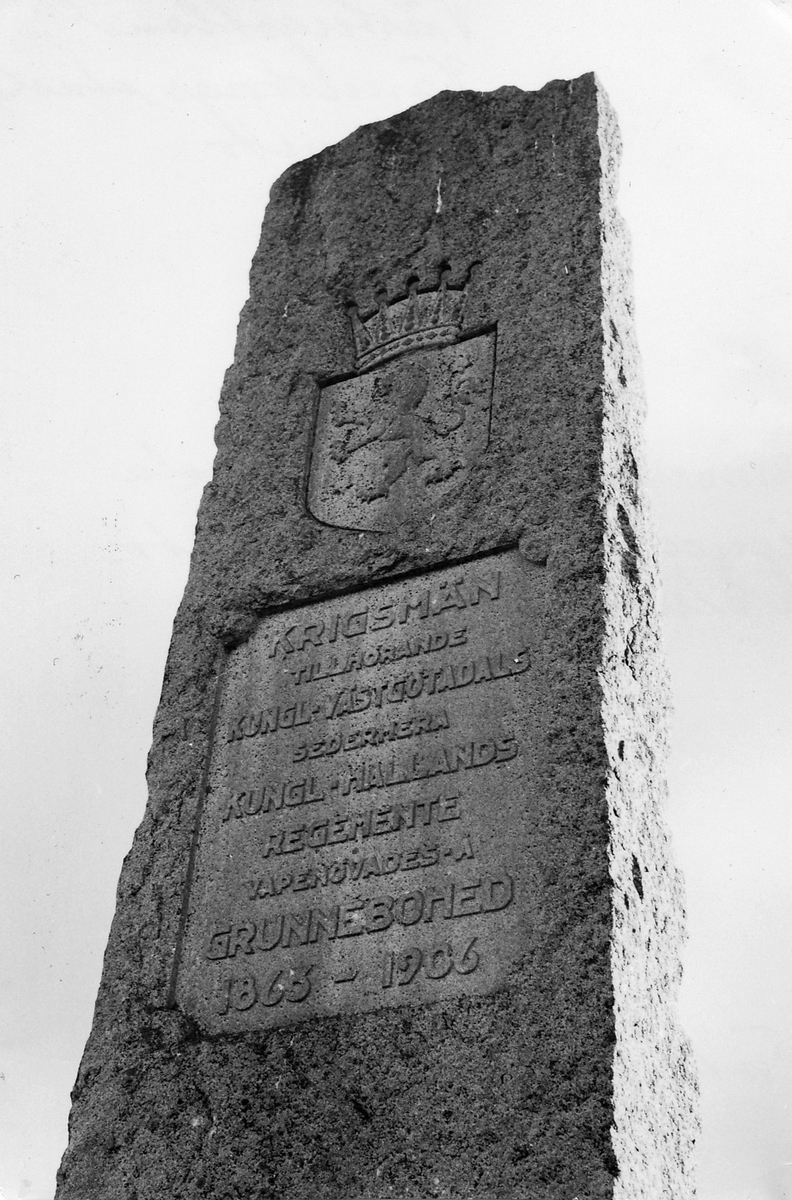 KRIGSMÄN
TILLHÖRANDE
KUNGL·VÄSTGÖTADALS
SEDERMERA
KUNGL·HALLANDS
REGEMENTE
VAPENÖVADES·Å
GRUNNEBOHED
1863 - 1906